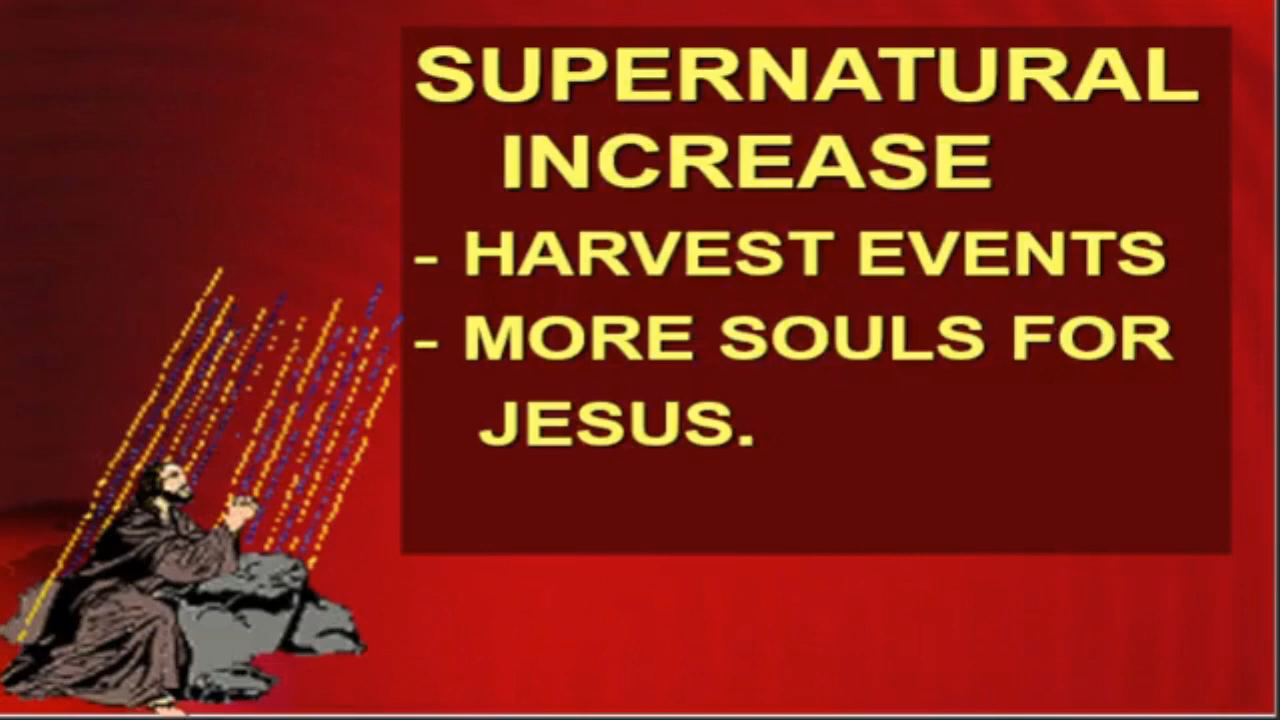 SUPERNATURAL
INCREASE
- HARVEST EVENTS
- MORE SOULS FOR
JESUS.